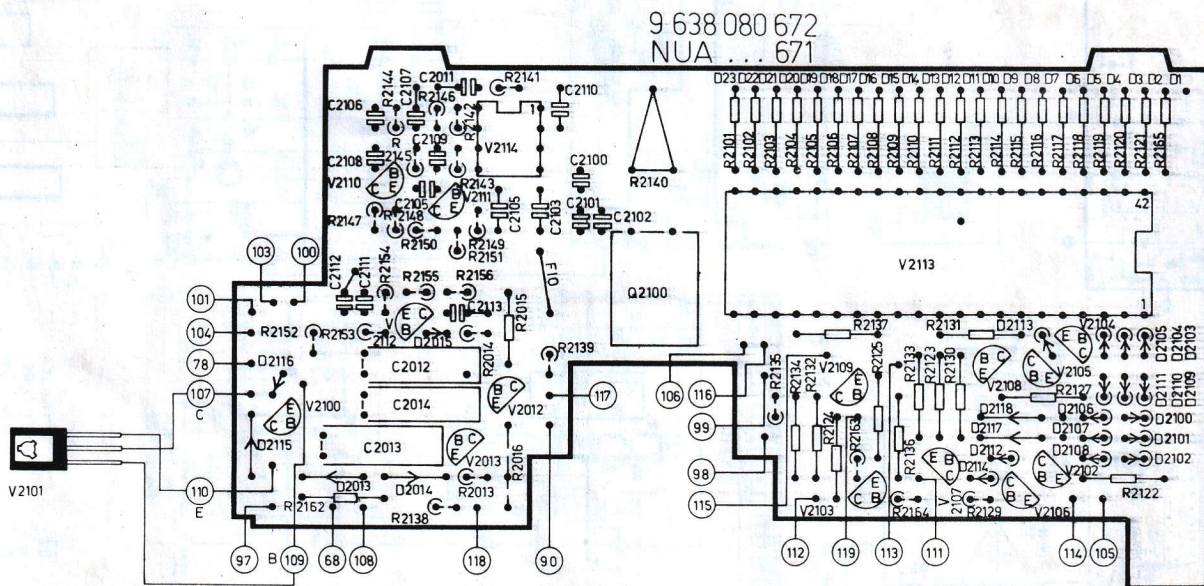 9 638 080 672
NUA ... 671
D23 D22 D21 D20 D19 D18 D17 D16 D15 D14 D13 D12 D11 D10 D9 D8 D7 D6 D5 D4 D3 D2 D1
R2101 R2102 R2103 R2104 R2105 R2106 R2107 R2108 R2109 R2110 R2111 R2112 R2113 R2114 R2115 R2116 R2117 R2118 R2119 R2120 R2121 R2165
C2106 R2144 C2107 C2011 R2146 R2142 R2141 C2110
R C2109 V2114
C2108 2145 V2110 R2143 V2111 C2100 R2140
C2105 C2105 C2103 C2101 C2102
R2147 R2148 R2150 R2149 R2151
B C E
B C E
42
V2113
1
103 100
C2112 C2111 R2154 R2155 R2156 F10 Q2100
101
104 R2152 R2153 V 2112 D2015 C2113 R2015
E C B
78 D2116 C2012 R2014 R2139
107 C V2100 C2014 V2012 117
E C B
B C E
D2115 C2013 V2013 R2016
B C E
V2101
110 E D2013 D2014 R2013
R2162 R2138
97 B 109 68 108 118 90
R2137 R2131 D2113 V2104 D2105 D2104 D2103
106 116 R2135 R2134 R2132 V2109 R2125 R2133 R2123 R2130 V2108 V2105 R2127 D2111 D2110 D2109
99 R2124 R2163 R2136 D2118 D2106 D2100
D2117 D2107 D2101
98 D2112 D2108 D2102
115 D2114 V2102 R2122
V2103 R2164 V 2107 R2129 V2106
112 119 113 111 114 105